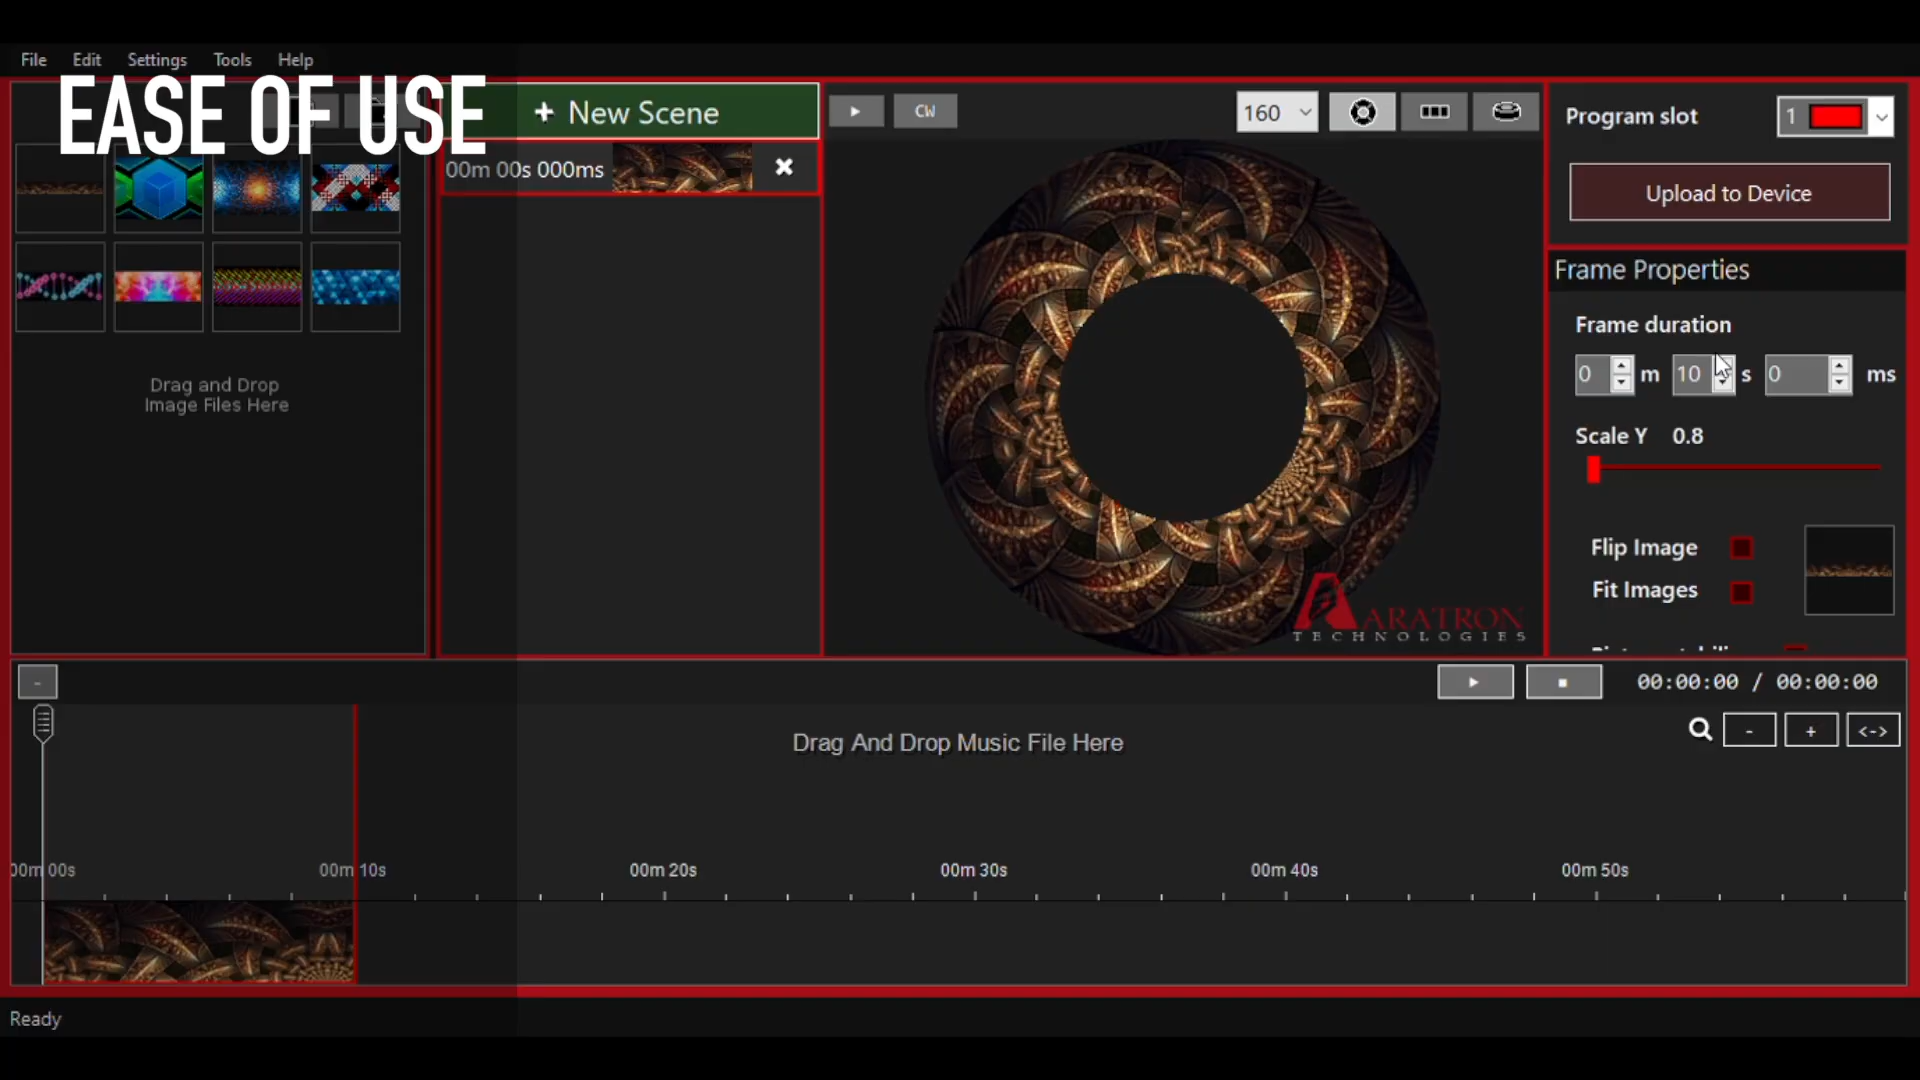 File Edit Settings Tools Help
EASE OF USE
+ New Scene
CW
160
Program slot 1
00m 00s 000ms
Upload to Device
Frame Properties
Frame duration
0 m 10 s 0 ms
Scale Y 0.8
Drag and Drop
Image Files Here
Flip Image
Fit Images
ARATRON
TECHNOLOGIES
-
00:00:00 / 00:00:00
Drag And Drop Music File Here
- + <->
00m 00s 00m 10s 00m 20s 00m 30s 00m 40s 00m 50s
Ready